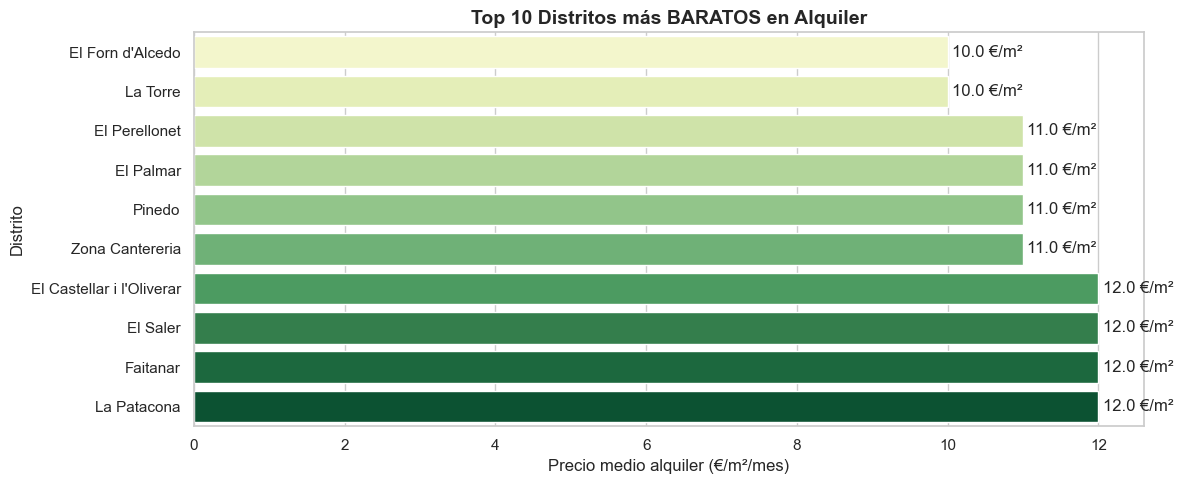 Top 10 Distritos más BARATOS en Alquiler
Distrito
El Forn d'Alcedo 10.0 €/m²
La Torre 10.0 €/m²
El Perellonet 11.0 €/m²
El Palmar 11.0 €/m²
Pinedo 11.0 €/m²
Zona Cantereria 11.0 €/m²
El Castellar i l'Oliverar 12.0 €/m²
El Saler 12.0 €/m²
Faitanar 12.0 €/m²
La Patacona 12.0 €/m²
0 2 4 6 8 10 12
Precio medio alquiler (€/m²/mes)